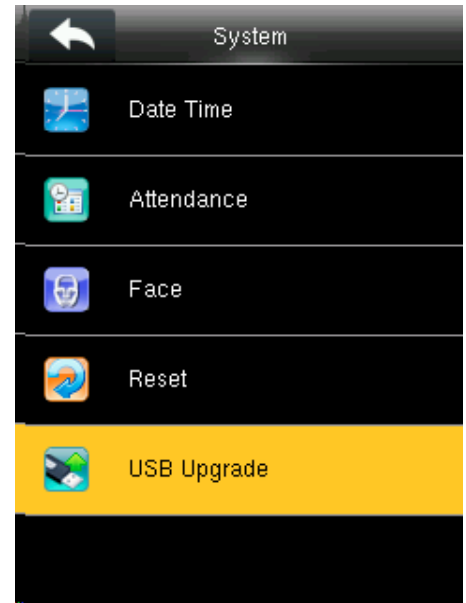 System
Date Time
Attendance
Face
Reset
USB Upgrade